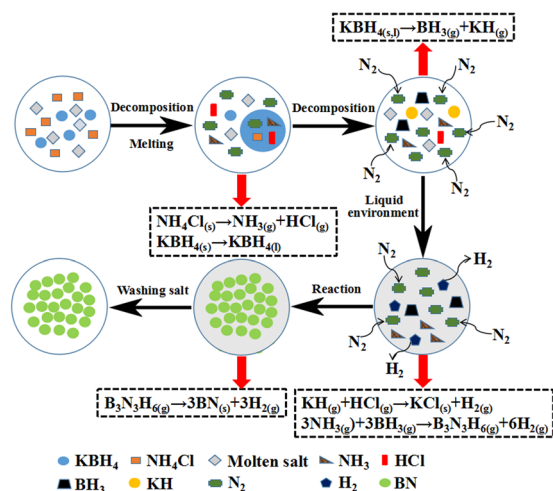 KBH4(s,l)→BH3(g)+KH(g)
N2
N2
Decomposition
Melting
Decomposition
N2
N2
N2
NH4Cl(s)→NH3(g)+HCl(g)
KBH4(s)→KBH4(l)
Liquid
environment
Washing salt
Reaction
N2
H2
N2
N2
H2
B3N3H6(g)→3BN(s)+3H2(g)
KH(g)+HCl(g)→KCl(s)+H2(g)
3NH3(g)+3BH3(g)→B3N3H6(g)+6H2(g)
KBH4 NH4Cl Molten salt NH3 HCl
BH3 KH N2 H2 BN